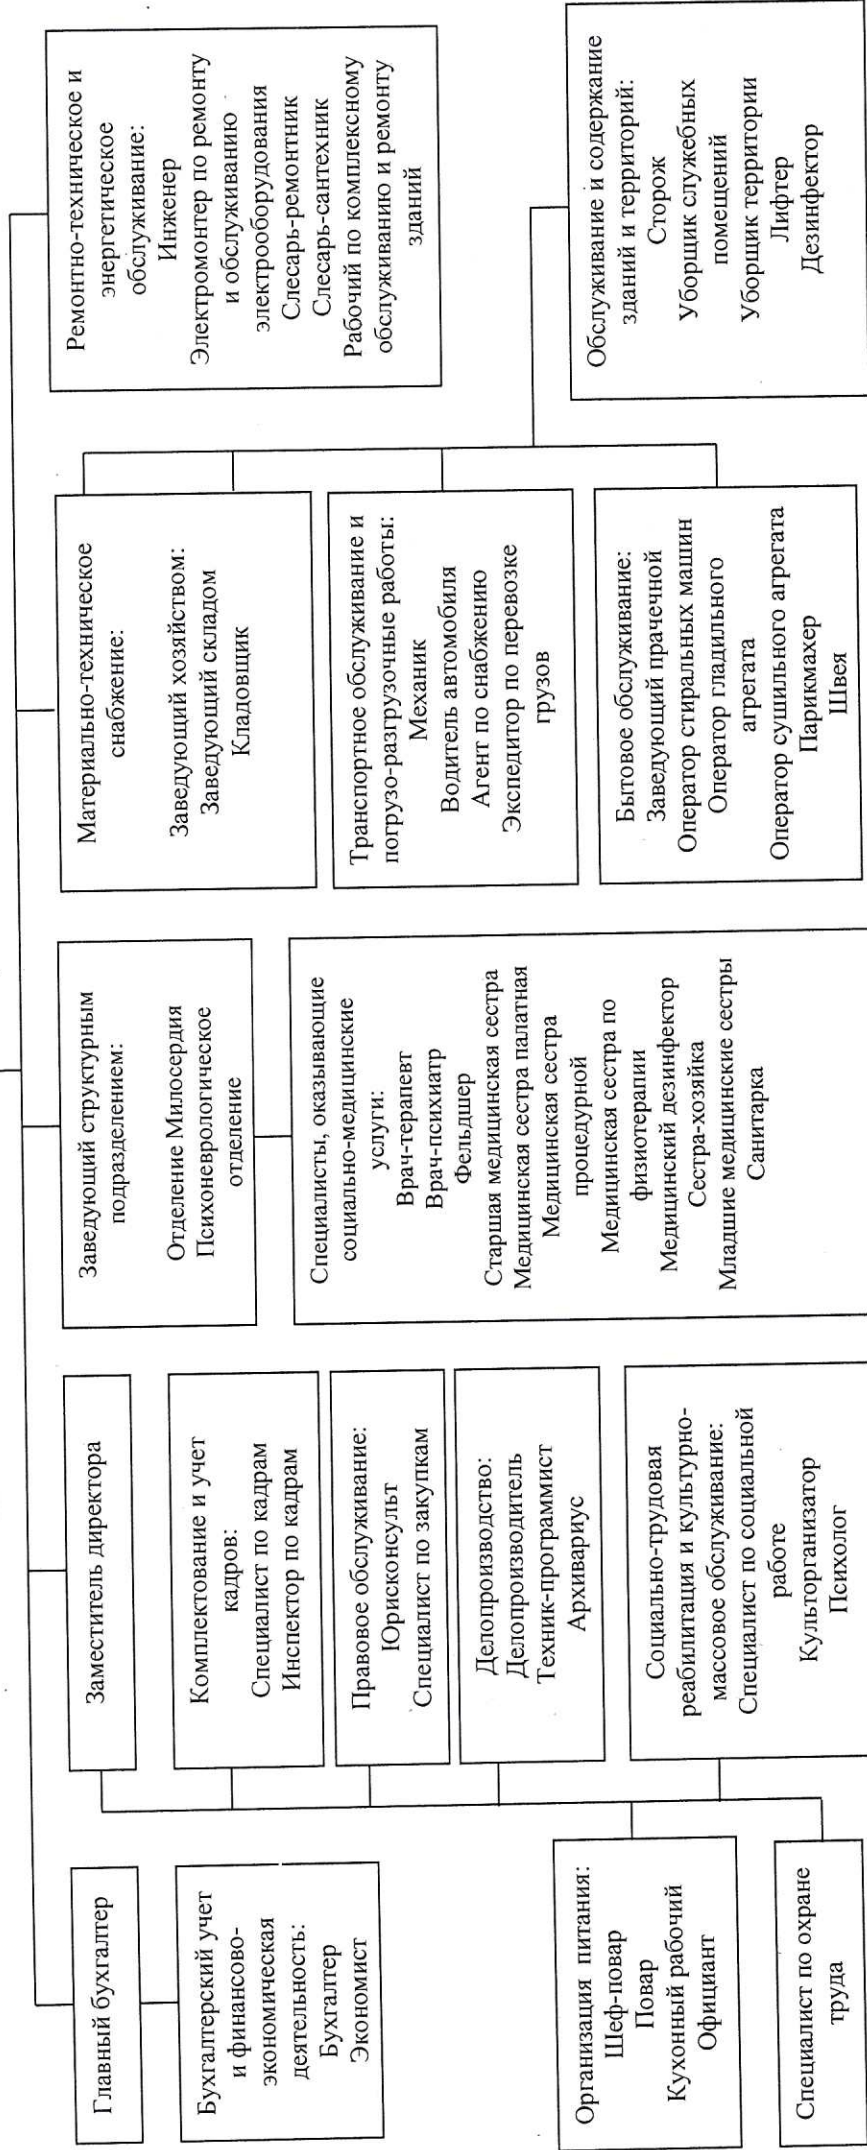 Главный бухгалтер
Бухгалтерский учет
и финансово-
экономическая
деятельность:
Бухгалтер
Экономист
Организация питания:
Шеф-повар
Повар
Кухонный рабочий
Официант
Специалист по охране
труда
Заместитель директора
Комплектование и учет
кадров:
Специалист по кадрам
Инспектор по кадрам
Правовое обслуживание:
Юрисконсульт
Специалист по закупкам
Делопроизводство:
Делопроизводитель
Техник-программист
Архивариус
Социально-трудовая
реабилитация и культурно-
массовое обслуживание:
Специалист по социальной
работе
Культорганизатор
Психолог
Заведующий структурным
подразделением:
Отделение Милосердия
Психоневрологическое
отделение
Специалисты, оказывающие
социально-медицинские
услуги:
Врач-терапевт
Врач-психиатр
Фельдшер
Старшая медицинская сестра
Медицинская сестра палатная
Медицинская сестра
процедурной
Медицинская сестра по
физиотерапии
Медицинский дезинфектор
Сестра-хозяйка
Младшие медицинские сестры
Санитарка
Материально-техническое
снабжение:
Заведующий хозяйством:
Заведующий складом
Кладовщик
Транспортное обслуживание и
погрузо-разгрузочные работы:
Механик
Водитель автомобиля
Агент по снабжению
Экспедитор по перевозке
грузов
Бытовое обслуживание:
Заведующий прачечной
Оператор стиральных машин
Оператор гладильного
агрегата
Оператор сушильного агрегата
Парикмахер
Швея
Ремонтно-техническое и
энергетическое
обслуживание:
Инженер
Электромонтер по ремонту
и обслуживанию
электрооборудования
Слесарь-ремонтник
Слесарь-сантехник
Рабочий по комплексному
обслуживанию и ремонту
зданий
Обслуживание и содержание
зданий и территорий:
Сторож
Уборщик служебных
помещений
Уборщик территории
Лифтер
Дезинфектор